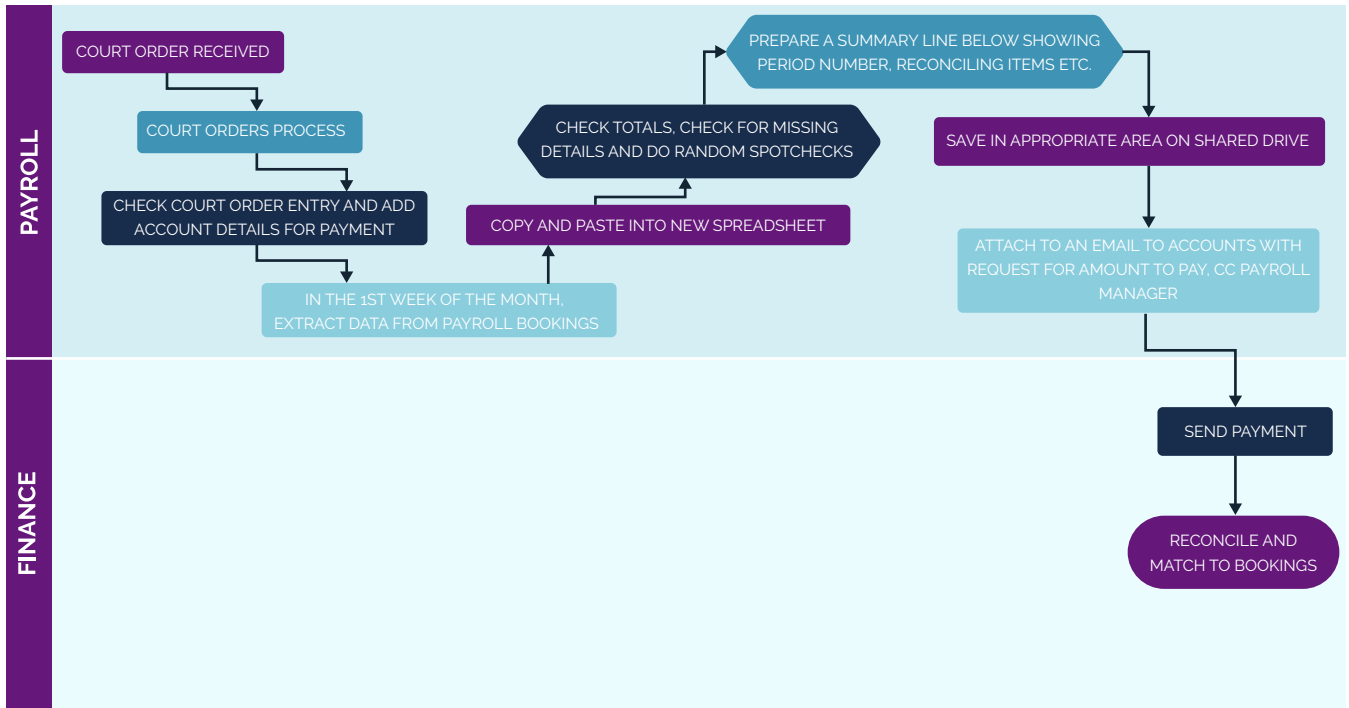 PAYROLL
COURT ORDER RECEIVED
COURT ORDERS PROCESS
CHECK COURT ORDER ENTRY AND ADD
ACCOUNT DETAILS FOR PAYMENT
IN THE 1ST WEEK OF THE MONTH,
EXTRACT DATA FROM PAYROLL BOOKINGS
COPY AND PASTE INTO NEW SPREADSHEET
CHECK TOTALS, CHECK FOR MISSING
DETAILS AND DO RANDOM SPOTCHECKS
PREPARE A SUMMARY LINE BELOW SHOWING
PERIOD NUMBER, RECONCILING ITEMS ETC.
SAVE IN APPROPRIATE AREA ON SHARED DRIVE
ATTACH TO AN EMAIL TO ACCOUNTS WITH
REQUEST FOR AMOUNT TO PAY, CC PAYROLL
MANAGER
FINANCE
SEND PAYMENT
RECONCILE AND
MATCH TO BOOKINGS